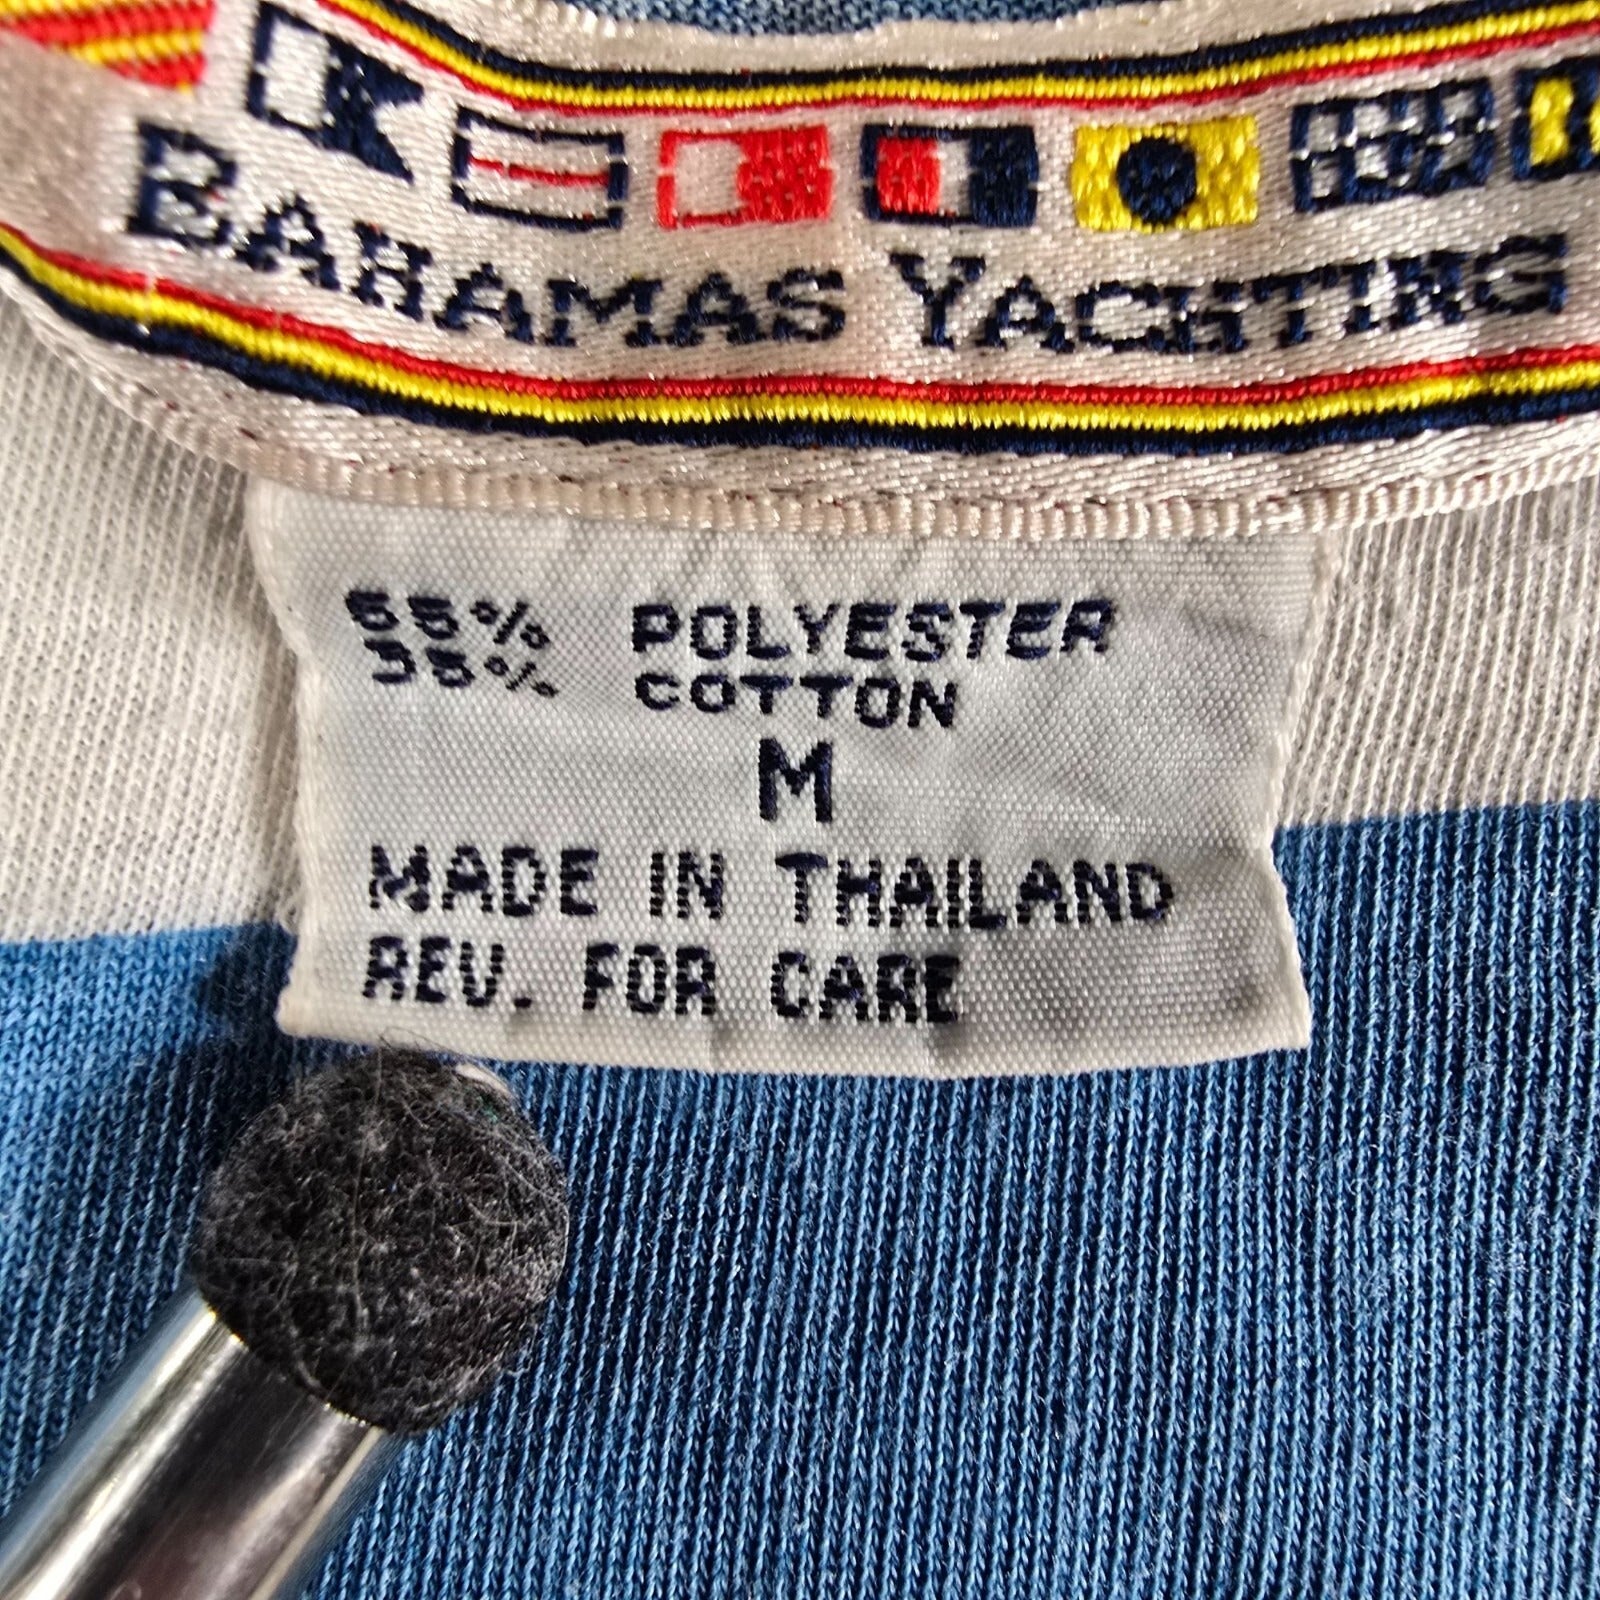 BAHAMAS YACHTING
65% POLYESTER
35% COTTON
M
MADE IN THAILAND
REV. FOR CARE